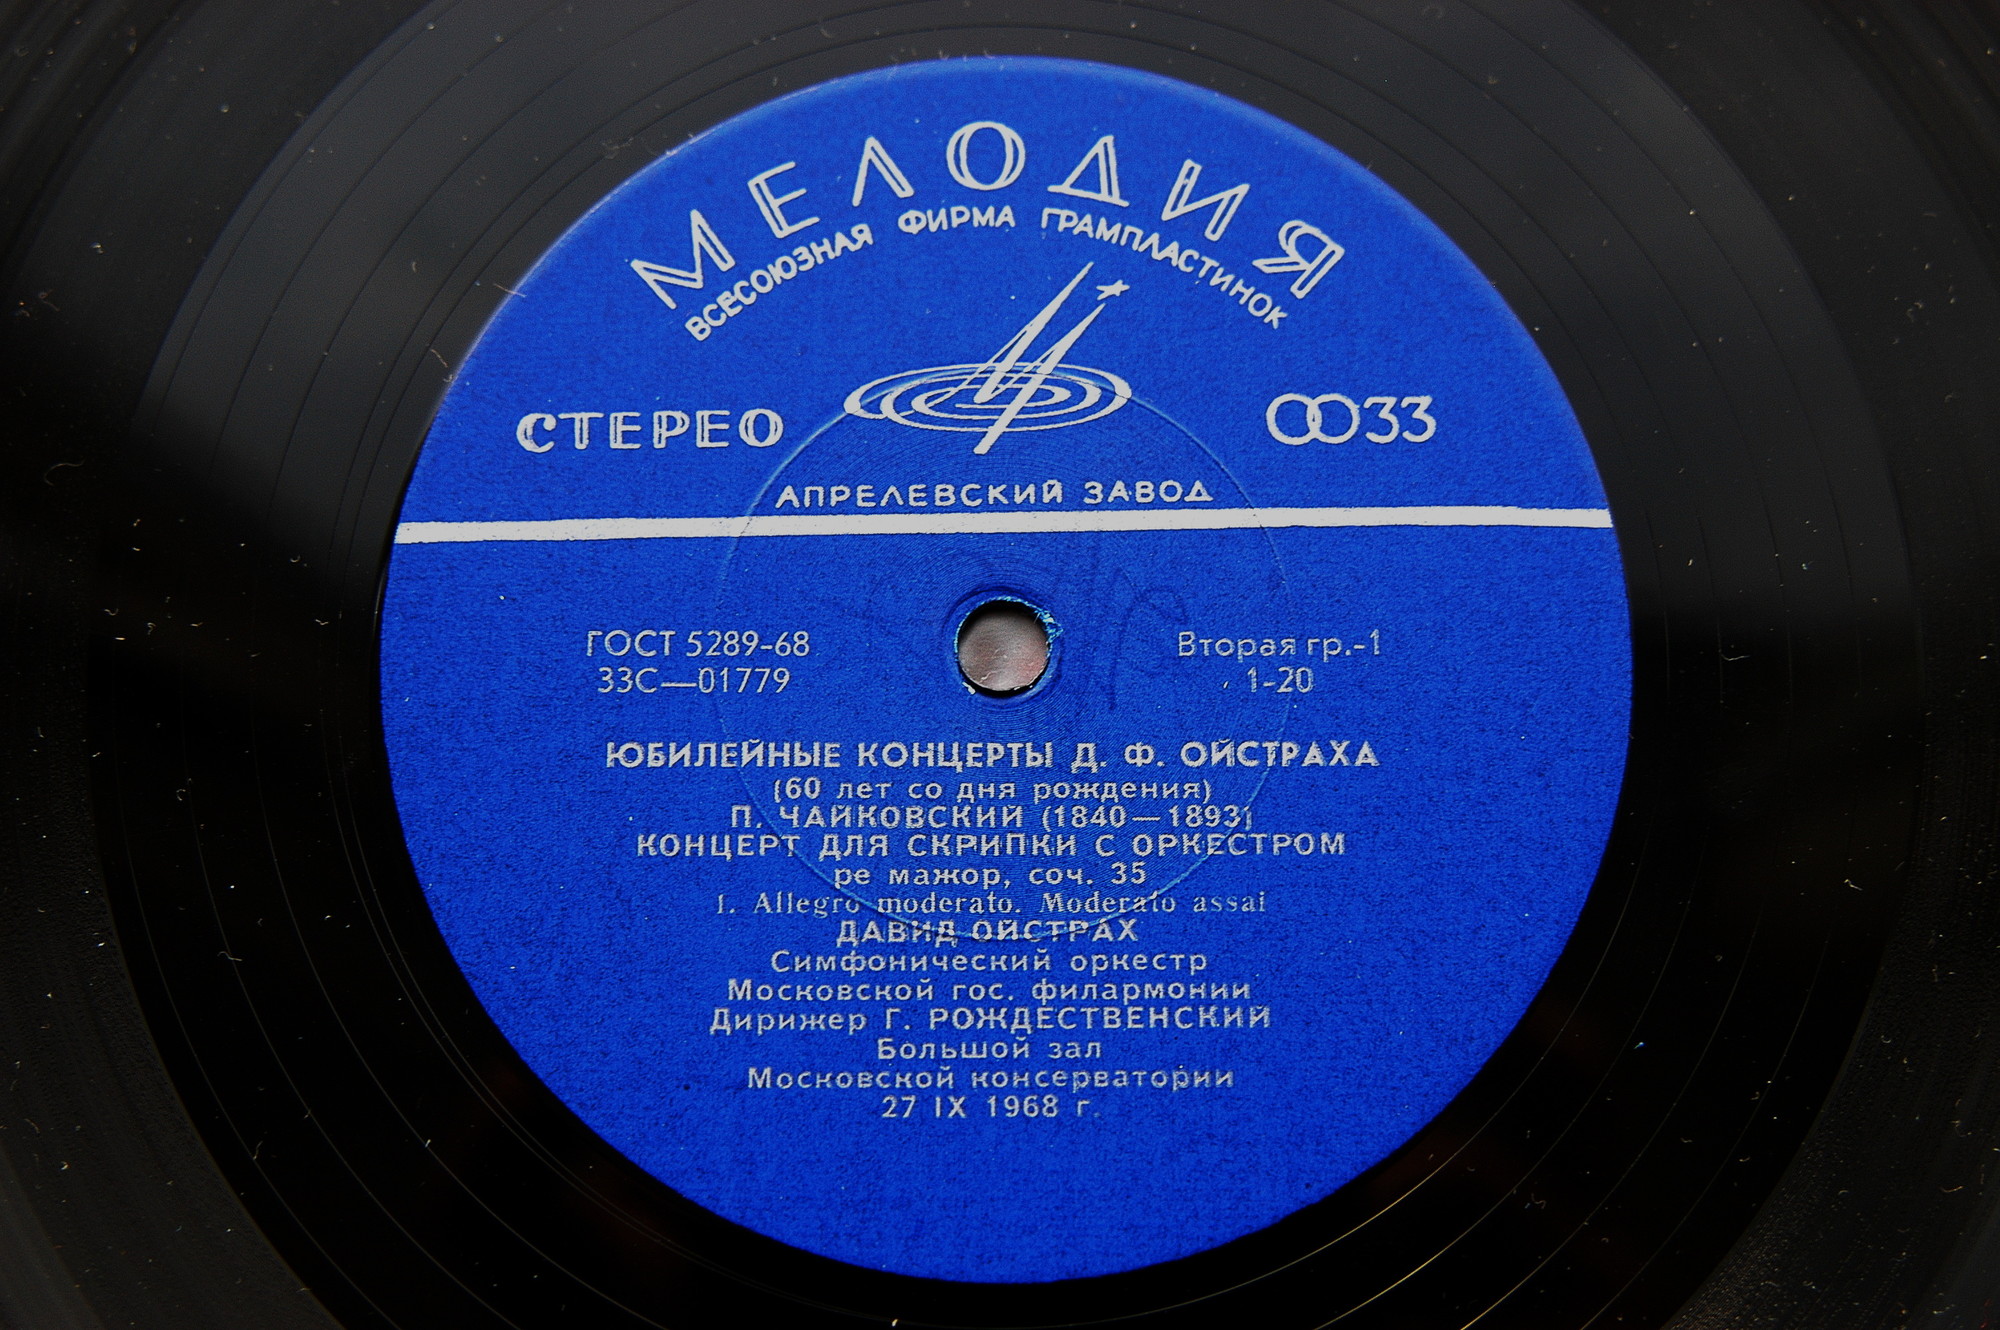 МЕЛОДИЯ
ВСЕСОЮЗНАЯ ФИРМА ГРАМПЛАСТИНОК
СТЕРЕО
33
АПРЕЛЕВСКИЙ ЗАВОД
ГОСТ 5289-68
Вторая гр.-1
33С—01779
1-20
ЮБИЛЕЙНЫЕ КОНЦЕРТЫ Д. Ф. ОЙСТРАХА
(60 лет со дня рождения)
П. ЧАЙКОВСКИЙ (1840—1893)
КОНЦЕРТ ДЛЯ СКРИПКИ С ОРКЕСТРОМ
ре мажор, соч. 35
1. Allegro moderato. Moderato assai
ДАВИД ОЙСТРАХ
Симфонический оркестр
Московской гос. филармонии
Дирижер Г. РОЖДЕСТВЕНСКИЙ
Большой зал
Московской консерватории
27 IX 1968 г.